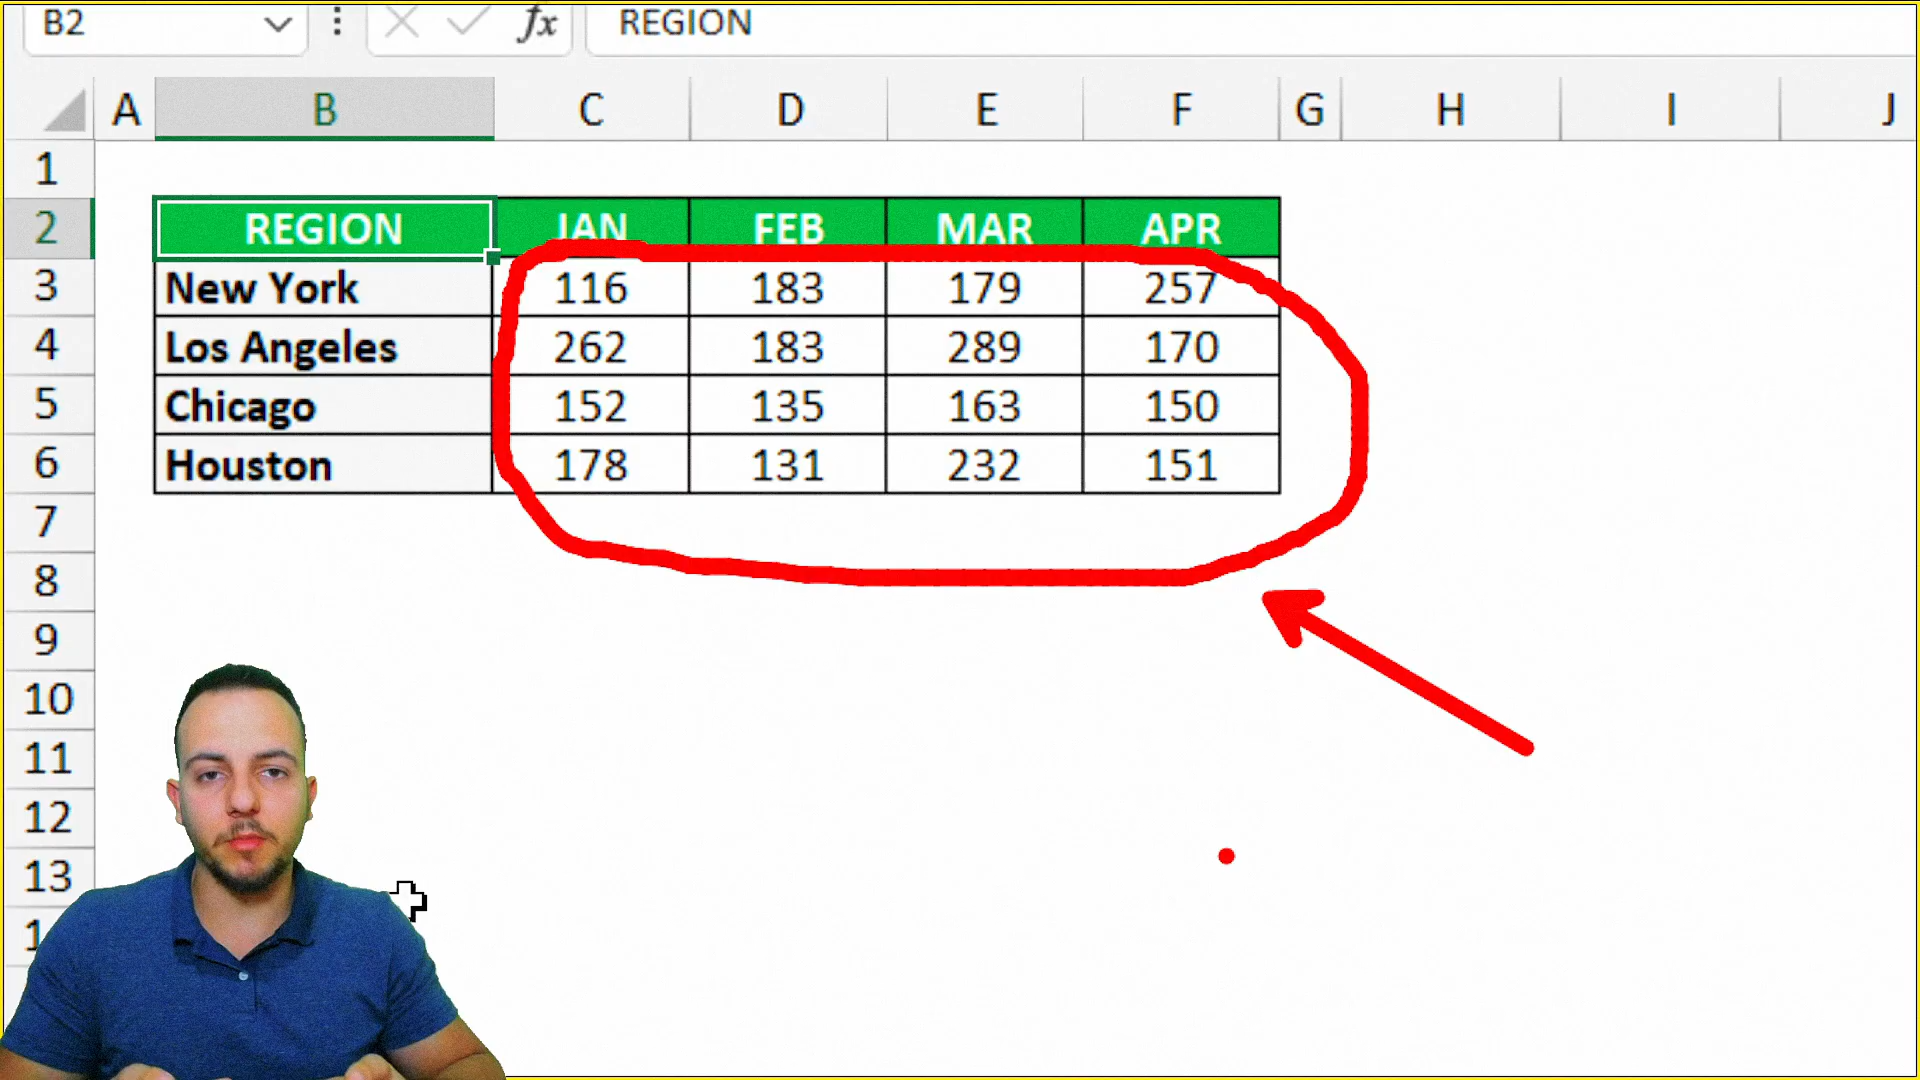 B2 fx REGION
A B C D E F G H I J
1
2 REGION JAN FEB MAR APR
3 New York 116 183 179 257
4 Los Angeles 262 183 289 170
5 Chicago 152 135 163 150
6 Houston 178 131 232 151
7
8
9
10
11
12
13